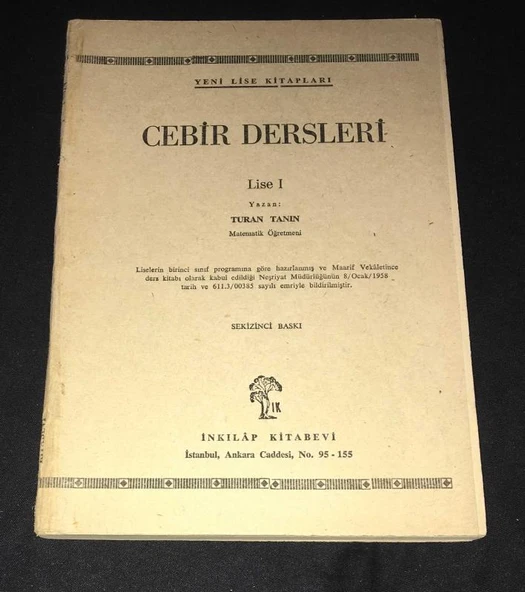 YENİ LİSE KİTAPLARI
CEBİR DERSLERİ
Lise I
Yazan:
TURAN TANIN
Matematik Öğretmeni
Liselerin birinci sınıf programına göre hazırlanmış ve Maarif Vekâletince
ders kitabı olarak kabul edildiği Neşriyat Müdürlüğünün 8/Ocak/1958
tarih ve 611.3/00385 sayılı emriyle bildirilmiştir.
SEKİZİNCİ BASKI
IK
İNKILÂP KİTABEVİ
İstanbul, Ankara Caddesi, No. 95 - 155